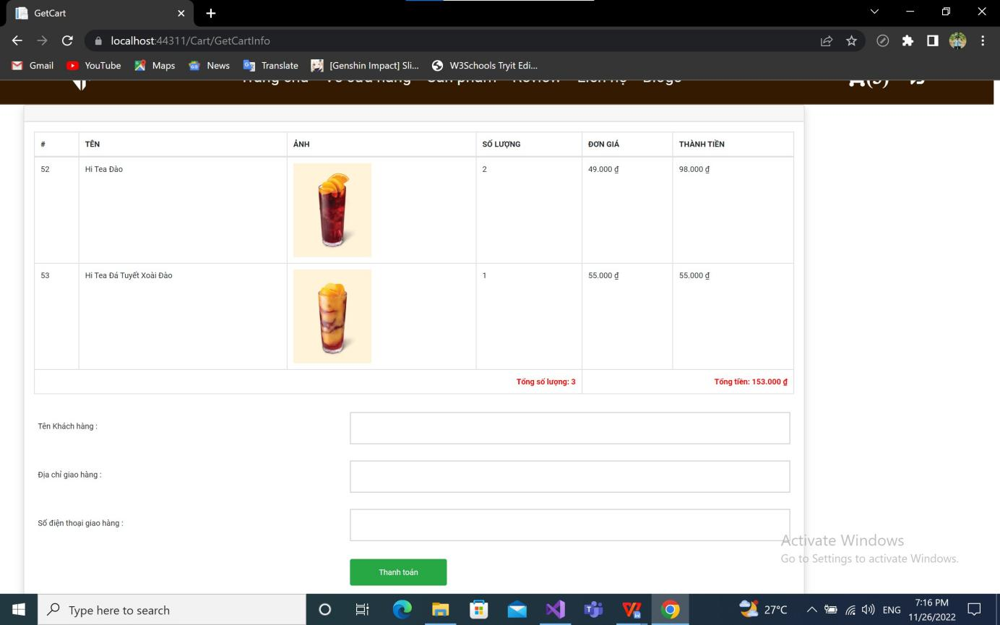 GetCart
localhost:44311/Cart/GetCartInfo
Gmail YouTube Maps News Translate [Genshin Impact] Sli... W3Schools Tryit Edi...
Trang chủ Về cửa hàng Sản phẩm Review Liên hệ Blogs (3)
# TÊN ẢNH SỐ LƯỢNG ĐƠN GIÁ THÀNH TIỀN
52 Hi Tea Đào 2 49.000 ₫ 98.000 ₫
53 Hi Tea Đá Tuyết Xoài Đào 1 55.000 ₫ 55.000 ₫
Tổng số lượng: 3 Tổng tiền: 153.000 ₫
Tên Khách hàng :
Địa chỉ giao hàng :
Số điện thoại giao hàng :
Thanh toán
Activate Windows
Go to Settings to activate Windows.
Type here to search
27°C ENG 7:16 PM
11/26/2022